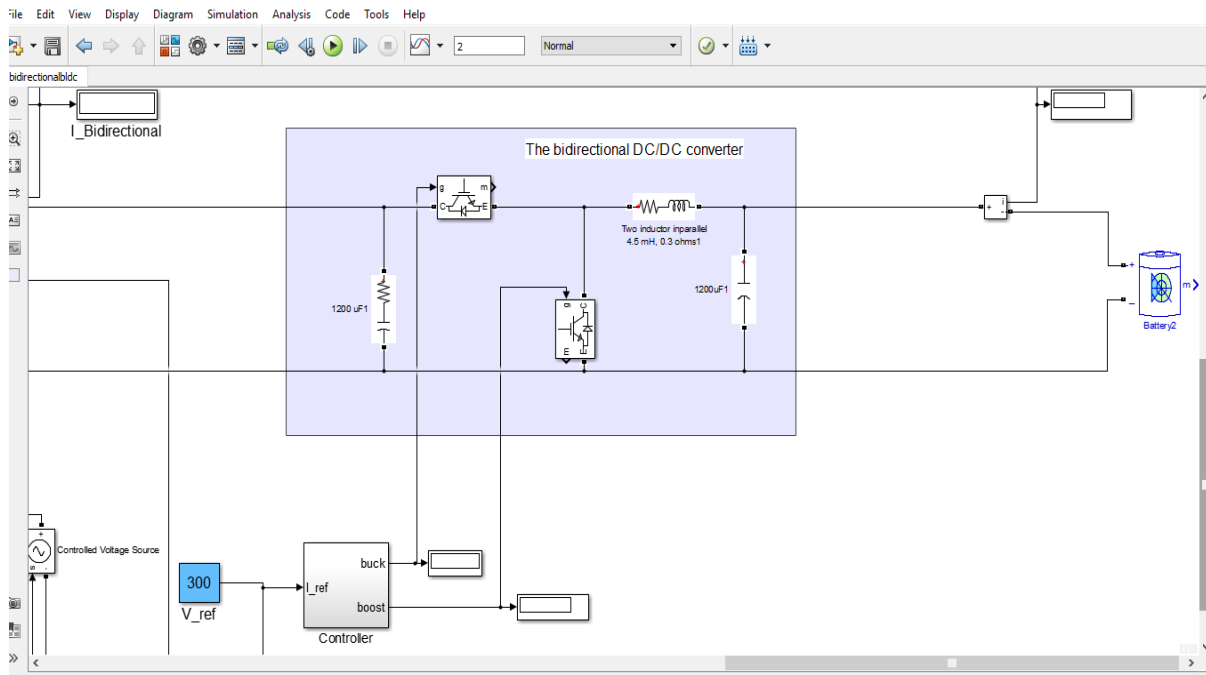 File Edit View Display Diagram Simulation Analysis Code Tools Help
2
Normal
bidirectionalbldc
I_Bidirectional
The bidirectional DC/DC converter
g
m
C
E
Two inductor inparallel
4.5 mH, 0.3 ohms1
i
+
-
1200 uF1
1200uF1
g
C
m
E
+
m
_
Battery2
Controlled Voltage Source
+
s
-
300
V_ref
I_ref
buck
boost
Controller